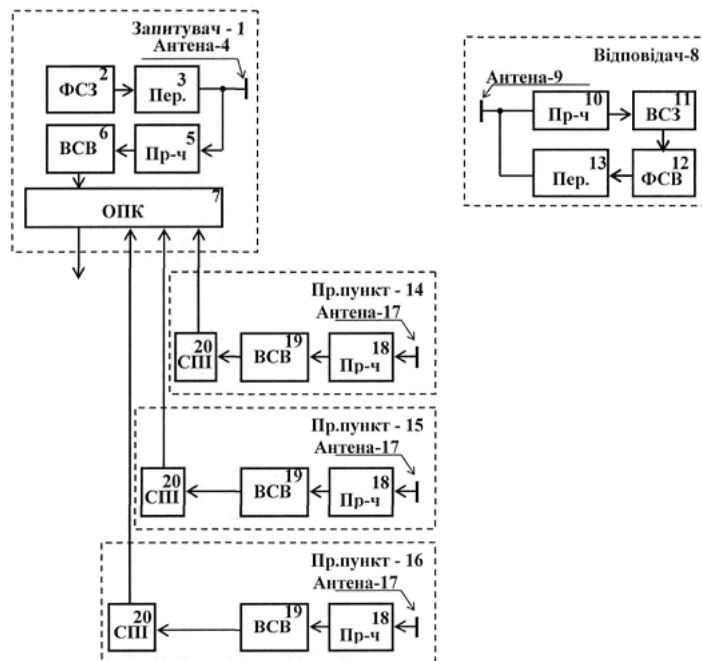 Запитувач - 1
Антена-4
2
ФСЗ
3
Пер.
6
ВСВ
5
Пр-ч
7
ОПК
Відповідач-8
Антена-9
10
Пр-ч
11
ВСЗ
13
Пер.
12
ФСВ
Пр.пункт - 14
Антена-17
20
СПІ
19
ВСВ
18
Пр-ч
Пр.пункт - 15
Антена-17
20
СПІ
19
ВСВ
18
Пр-ч
Пр.пункт - 16
Антена-17
20
СПІ
19
ВСВ
18
Пр-ч